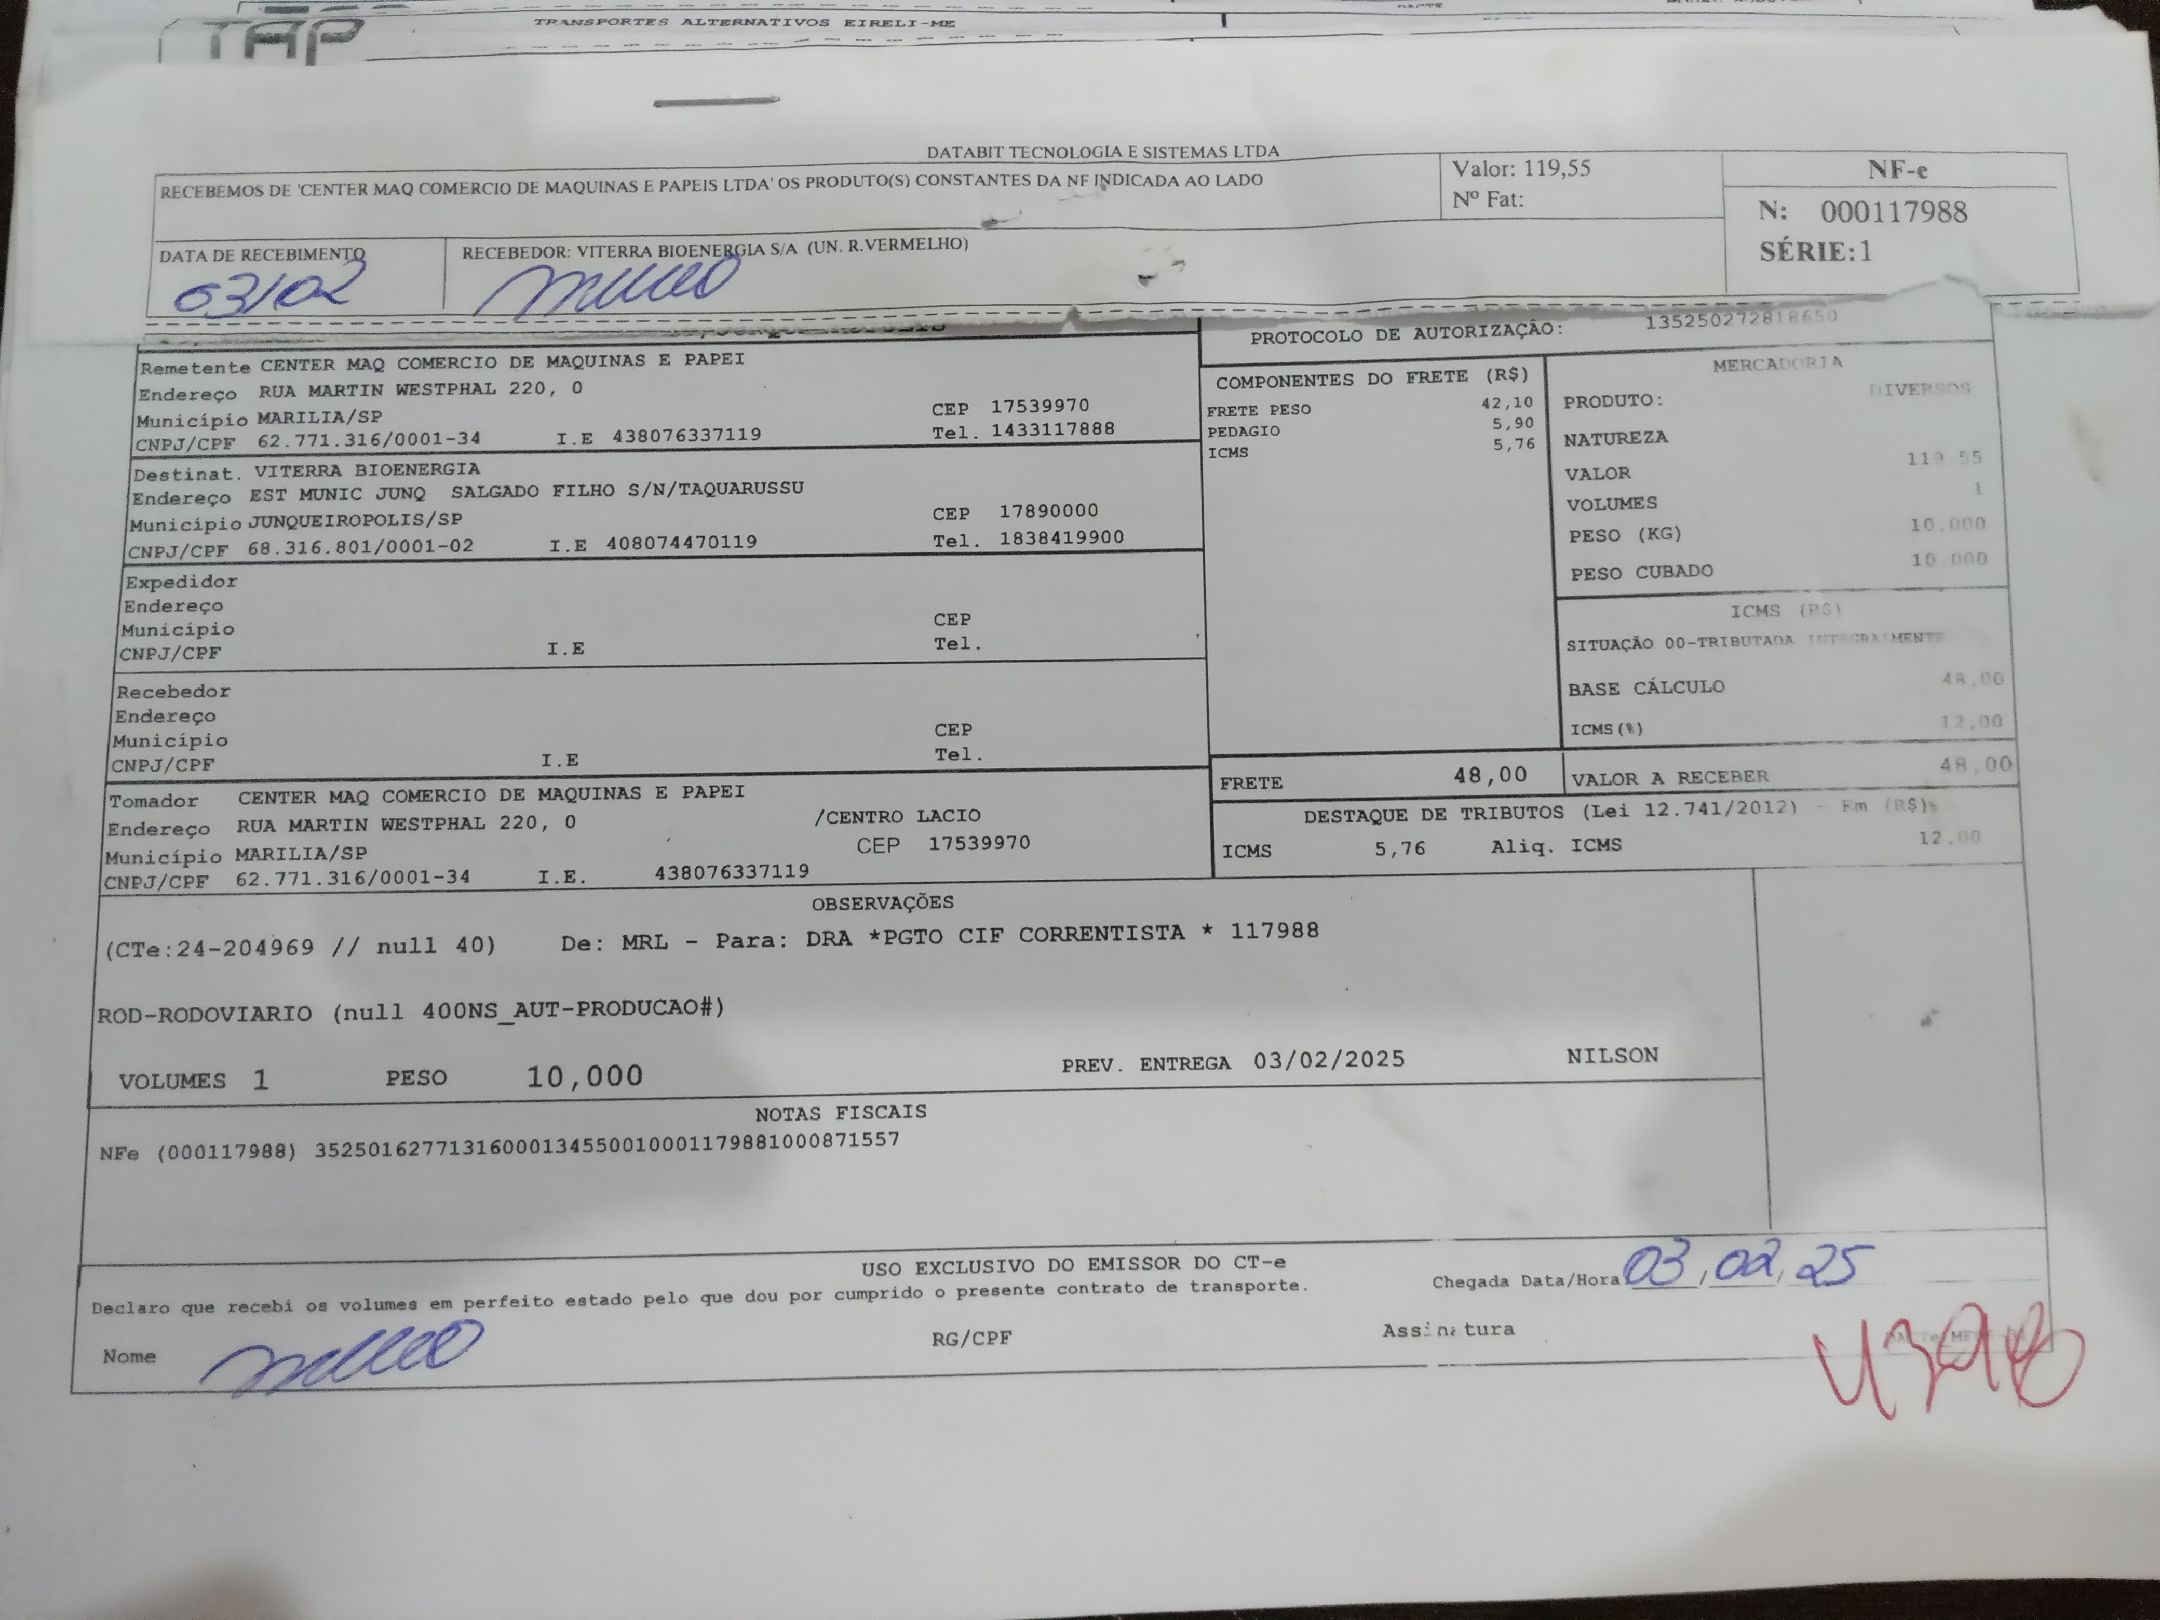 TAP
TRANSPORTES ALTERNATIVOS EIRELI-ME
DATABIT TECNOLOGIA E SISTEMAS LTDA
RECEBEMOS DE 'CENTER MAQ COMERCIO DE MAQUINAS E PAPEIS LTDA' OS PRODUTO(S) CONSTANTES DA NF INDICADA AO LADO
Valor: 119,55
Nº Fat:
NF-e
N: 000117988
SÉRIE:1
DATA DE RECEBIMENTO
03/02
RECEBEDOR: VITERRA BIOENERGIA S/A (UN. R.VERMELHO)
PROTOCOLO DE AUTORIZAÇÃO: 135250272818650
Remetente CENTER MAQ COMERCIO DE MAQUINAS E PAPEI
Endereço RUA MARTIN WESTPHAL 220, 0
Município MARILIA/SP CEP 17539970
CNPJ/CPF 62.771.316/0001-34 I.E 438076337119 Tel. 1433117888
Destinat. VITERRA BIOENERGIA
Endereço EST MUNIC JUNQ SALGADO FILHO S/N/TAQUARUSSU
Município JUNQUEIROPOLIS/SP CEP 17890000
CNPJ/CPF 68.316.801/0001-02 I.E 408074470119 Tel. 1838419900
Expedidor
Endereço
Município CEP
CNPJ/CPF I.E Tel.
Recebedor
Endereço
Município CEP
CNPJ/CPF I.E Tel.
Tomador CENTER MAQ COMERCIO DE MAQUINAS E PAPEI
Endereço RUA MARTIN WESTPHAL 220, 0 /CENTRO LACIO
Município MARILIA/SP CEP 17539970
CNPJ/CPF 62.771.316/0001-34 I.E. 438076337119
COMPONENTES DO FRETE (R$)
FRETE PESO 42,10
PEDAGIO 5,90
ICMS 5,76
MERCADORIA
PRODUTO: DIVERSOS
NATUREZA
VALOR 119,55
VOLUMES 1
PESO (KG) 10.000
PESO CUBADO 10.000
ICMS (R$)
SITUAÇÃO 00-TRIBUTADA INTEGRALMENTE
BASE CÁLCULO 48,00
ICMS(%) 12,00
FRETE 48,00
VALOR A RECEBER 48,00
DESTAQUE DE TRIBUTOS (Lei 12.741/2012) - Em (R$)%
ICMS 5,76 Aliq. ICMS 12,00
OBSERVAÇÕES
(CTe:24-204969 // null 40) De: MRL - Para: DRA *PGTO CIF CORRENTISTA * 117988
ROD-RODOVIARIO (null 400NS_AUT-PRODUCAO#)
VOLUMES 1 PESO 10,000 PREV. ENTREGA 03/02/2025 NILSON
NOTAS FISCAIS
NFe (000117988) 35250162771316000134550010001179881000871557
USO EXCLUSIVO DO EMISSOR DO CT-e
Declaro que recebi os volumes em perfeito estado pelo que dou por cumprido o presente contrato de transporte.
Chegada Data/Hora 03/02/25
Nome RG/CPF Assinatura